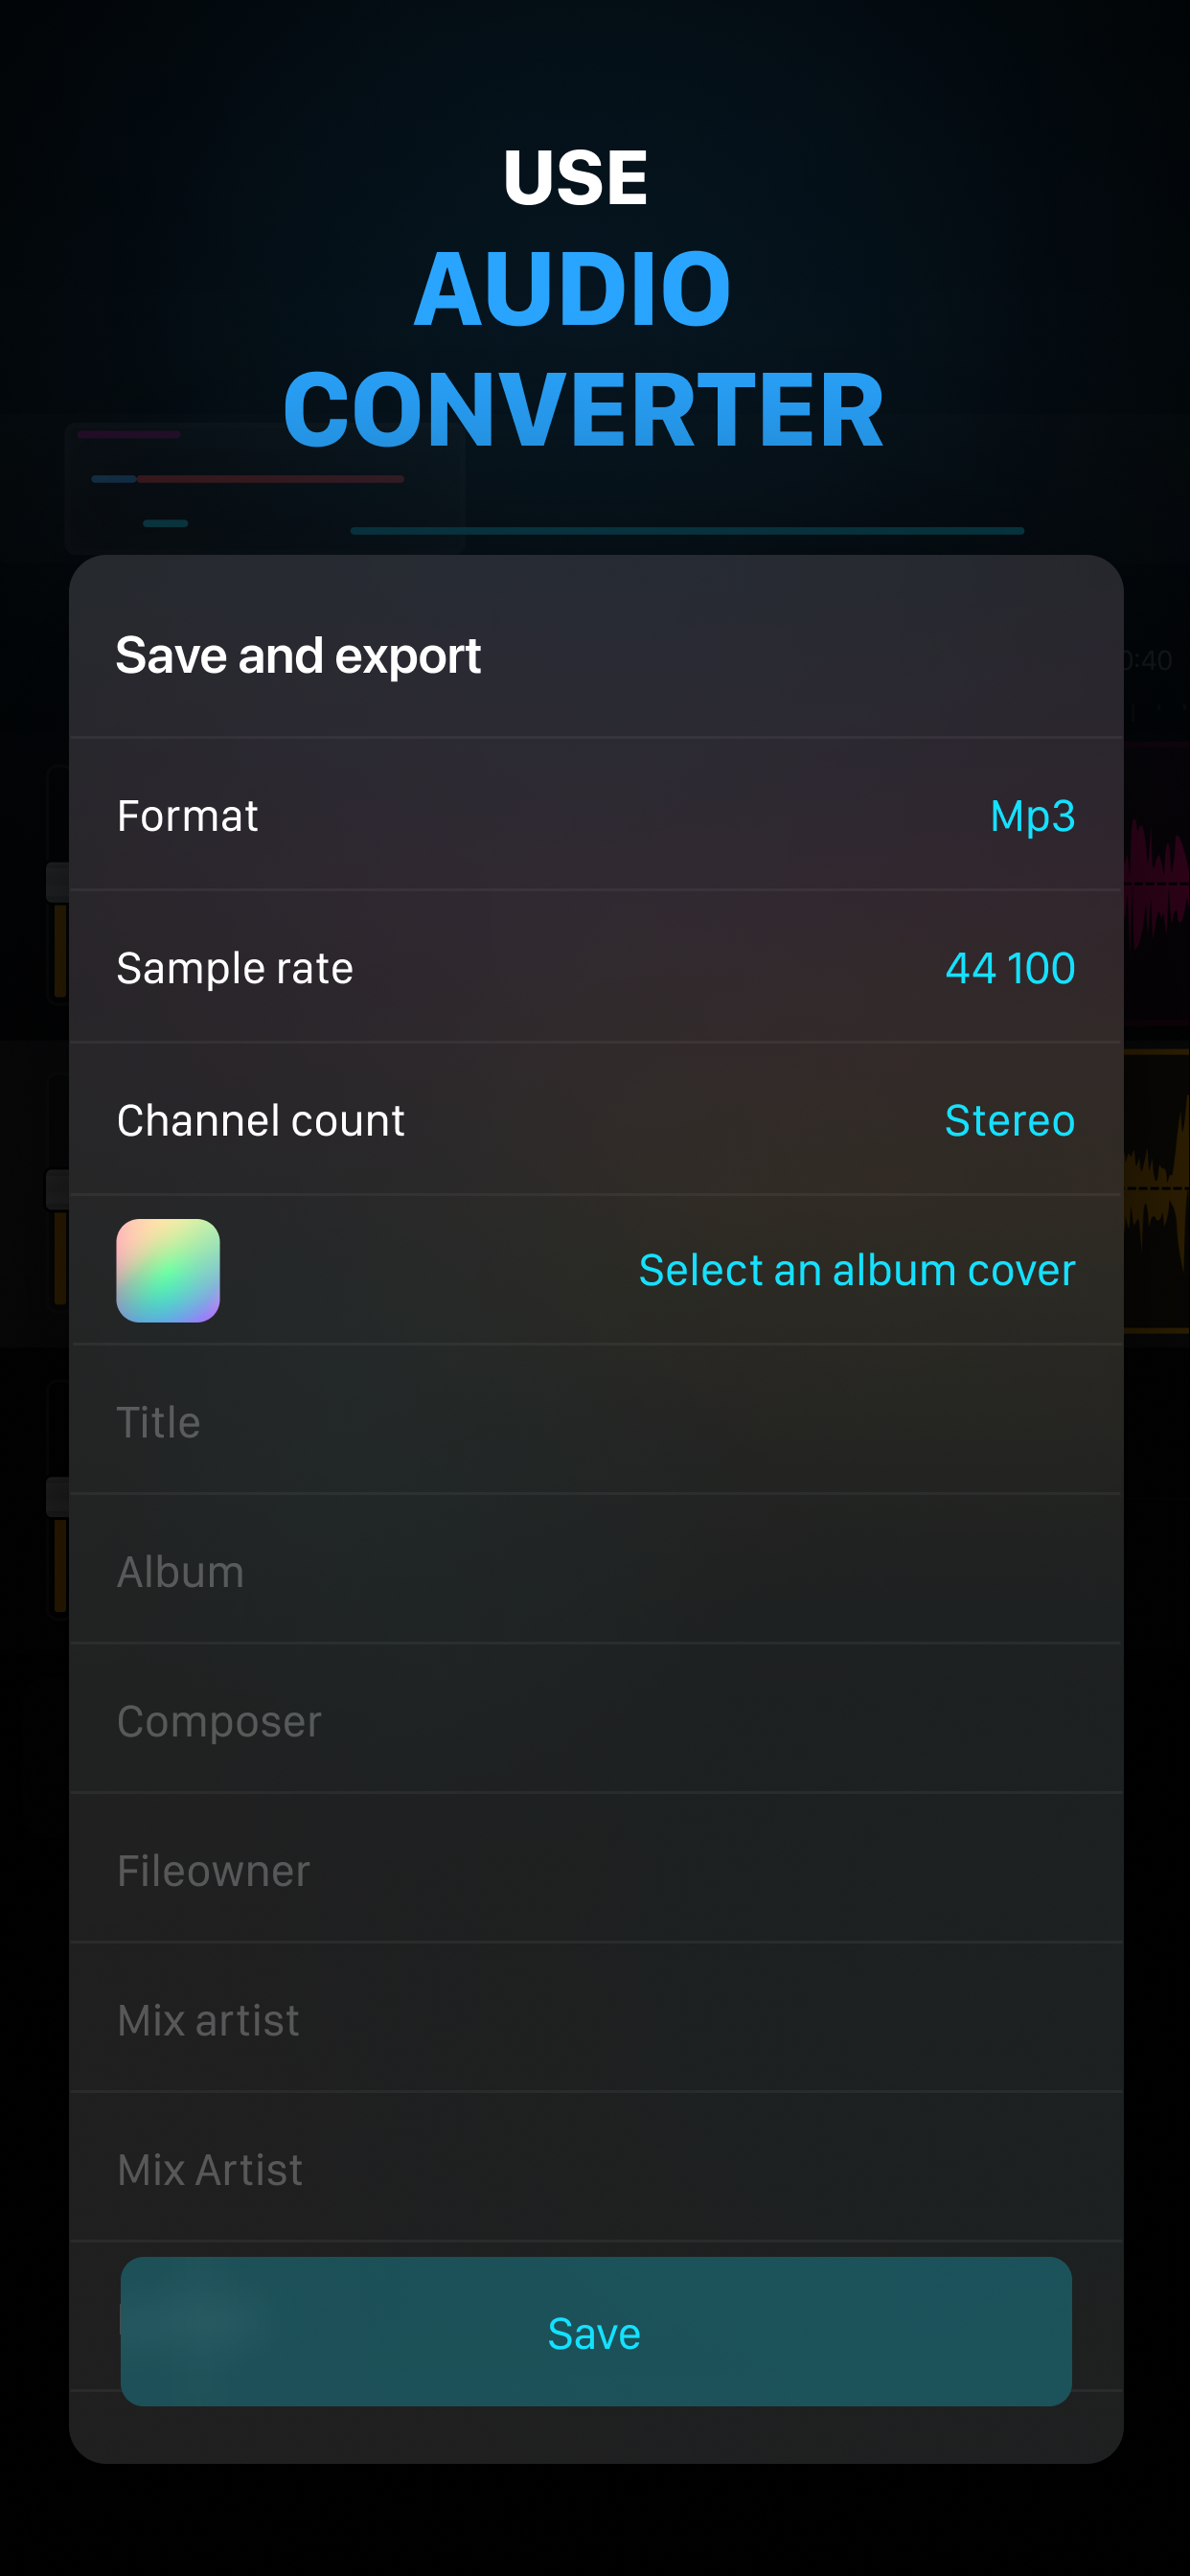 USE
AUDIO
CONVERTER
Save and export
Format Mp3
Sample rate 44 100
Channel count Stereo
Select an album cover
Title
Album
Composer
Fileowner
Mix artist
Mix Artist
Save